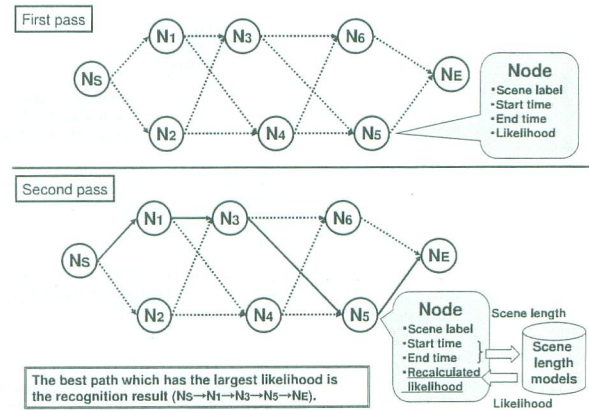 First pass
N1
N3
N6
NS
NE
N2
N4
N5
Node
•Scene label
•Start time
•End time
•Likelihood
Second pass
N1
N3
N6
NS
NE
N2
N4
N5
Node
•Scene label
•Start time
•End time
•Recalculated
likelihood
Scene length
Scene
length
models
Likelihood
The best path which has the largest likelihood is
the recognition result (NS→N1→N3→N5→NE).